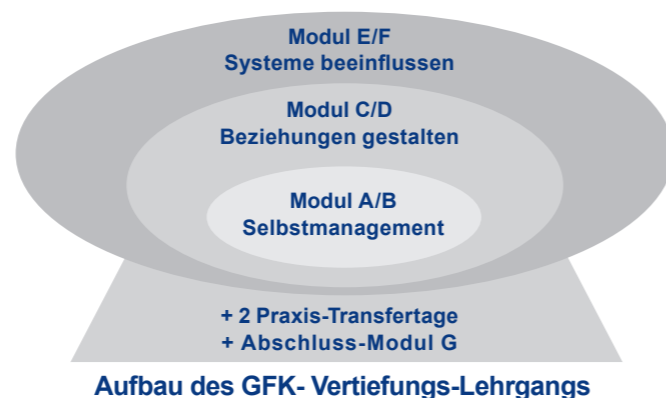 Modul E/F
Systeme beeinflussen
Modul C/D
Beziehungen gestalten
Modul A/B
Selbstmanagement
+ 2 Praxis-Transfertage
+ Abschluss-Modul G
Aufbau des GFK- Vertiefungs-Lehrgangs